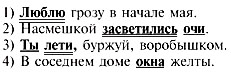 1) Люблю грозу в начале мая.
2) Насмешкой засветились очи.
3) Ты лети, буржуй, воробышком.
4) В соседнем доме окна желты.